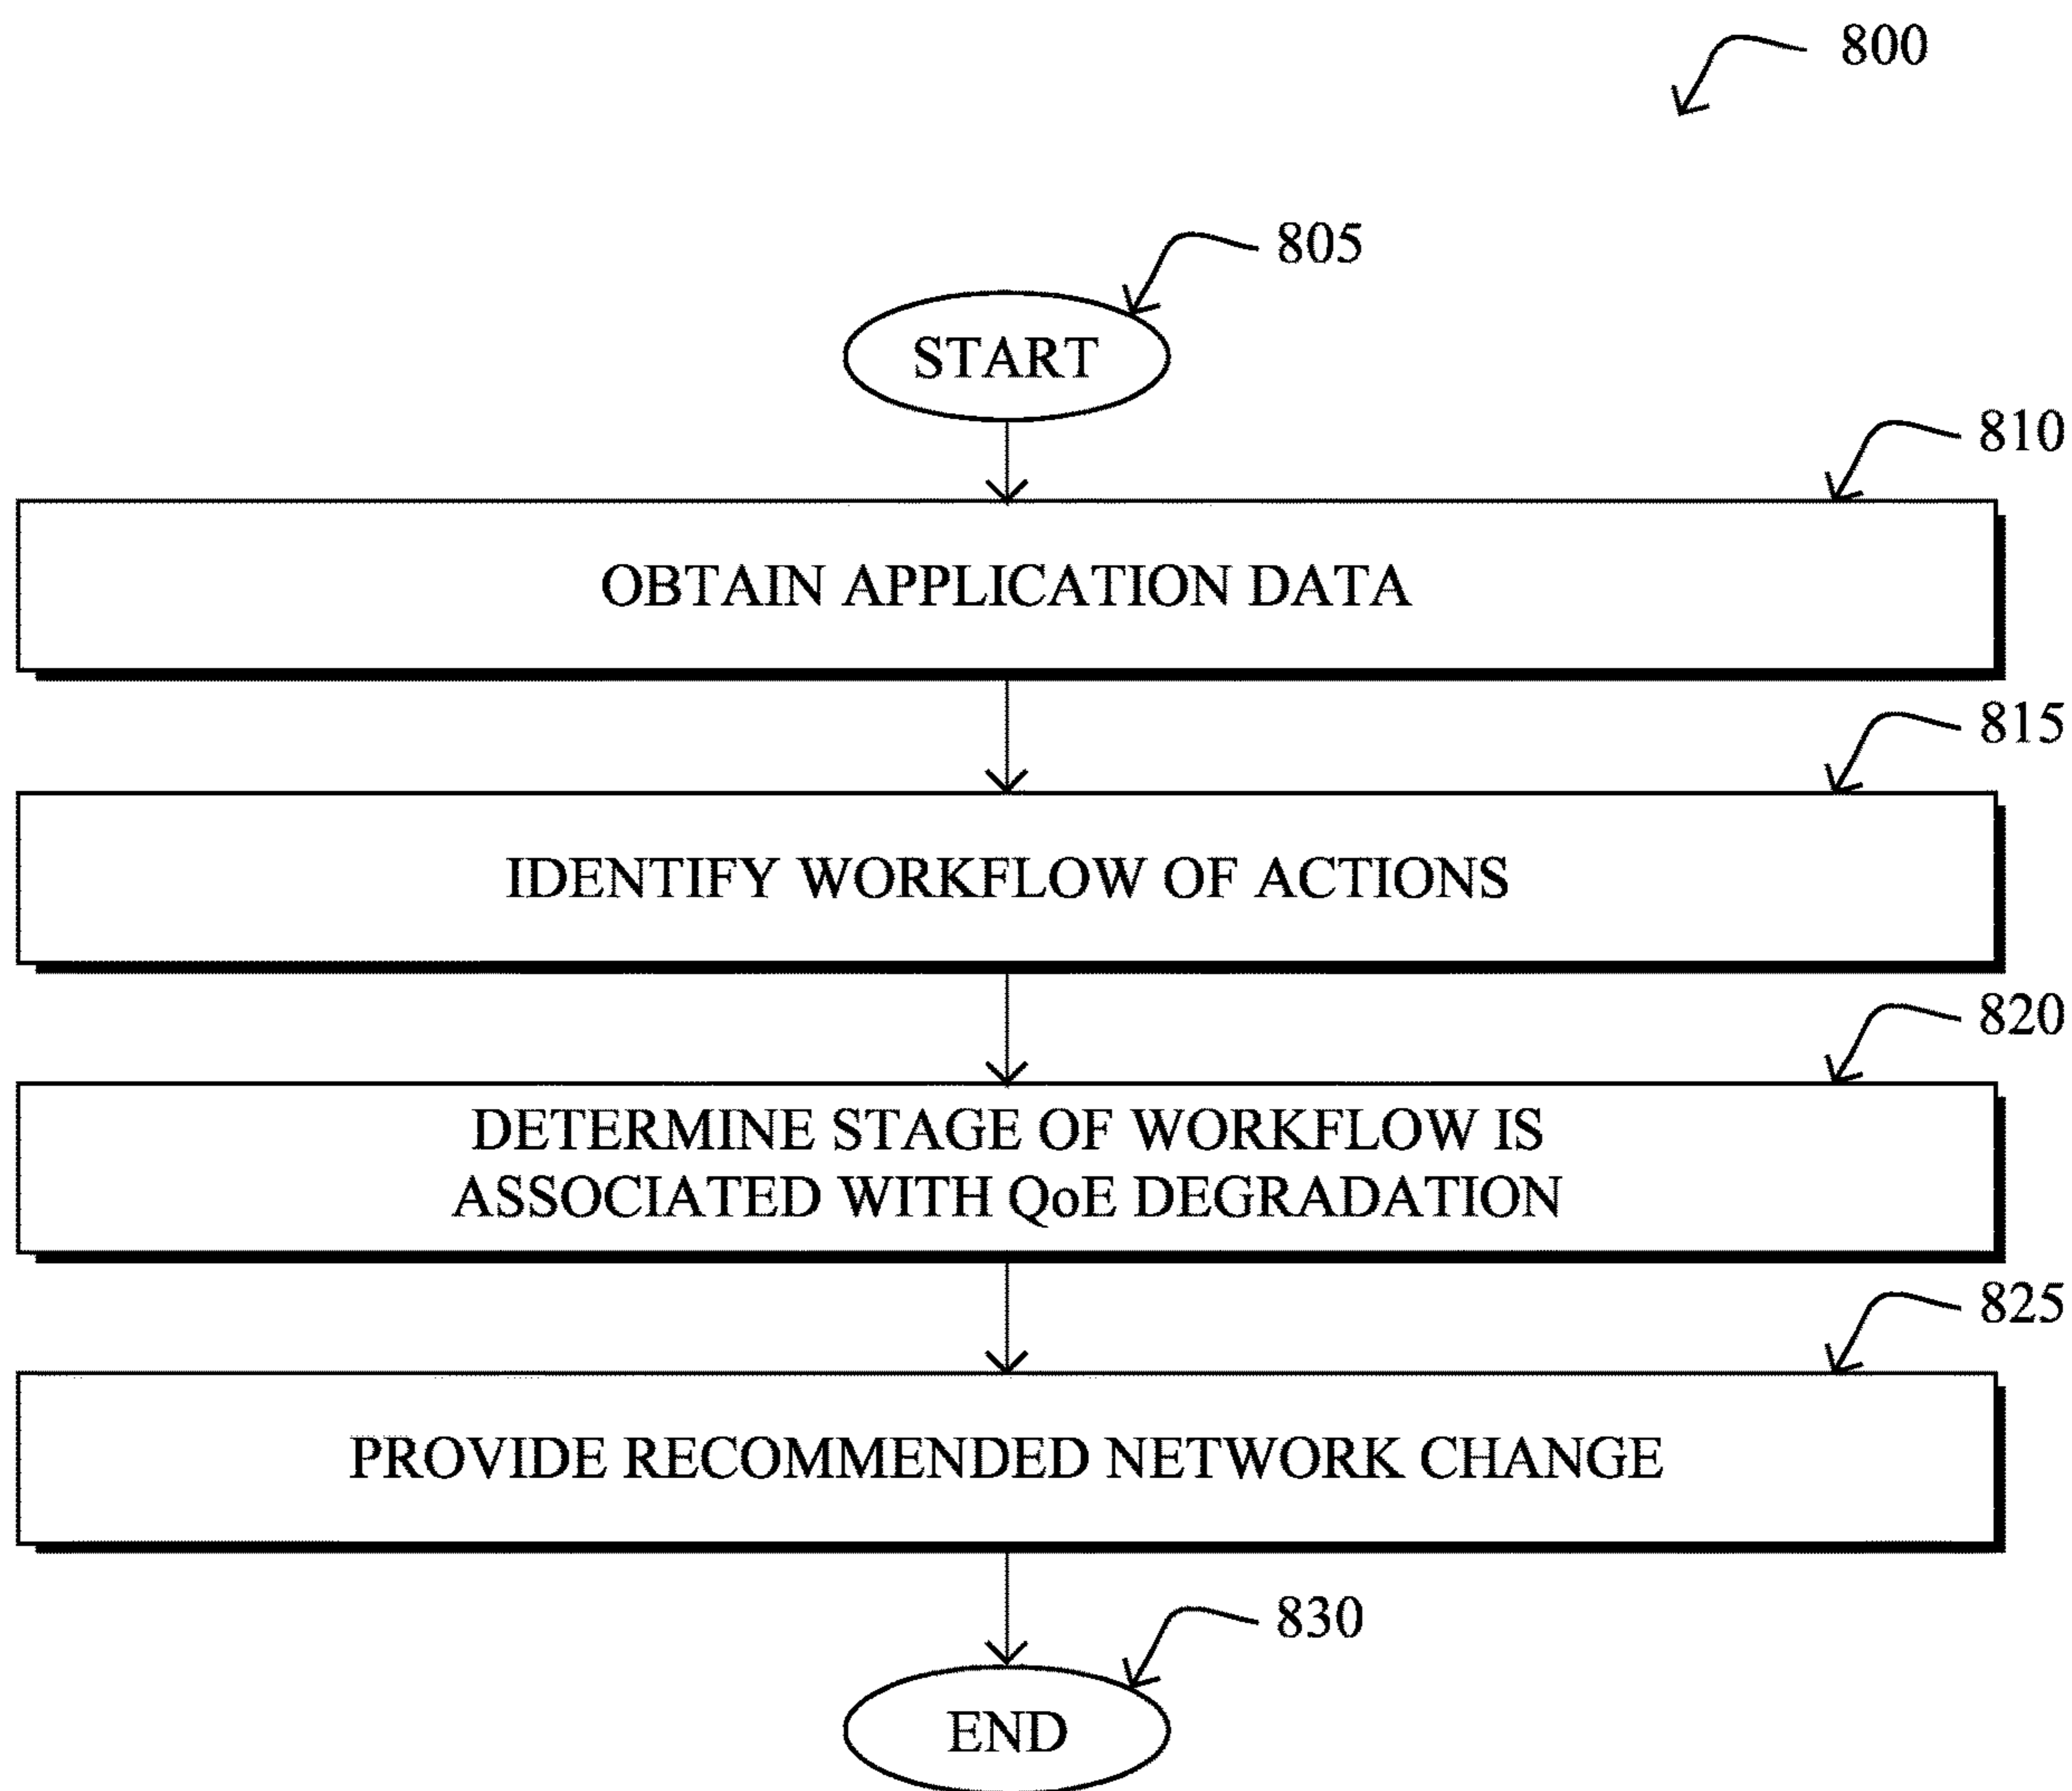 800
805
START
810
OBTAIN APPLICATION DATA
815
IDENTIFY WORKFLOW OF ACTIONS
820
DETERMINE STAGE OF WORKFLOW IS
ASSOCIATED WITH QoE DEGRADATION
825
PROVIDE RECOMMENDED NETWORK CHANGE
830
END